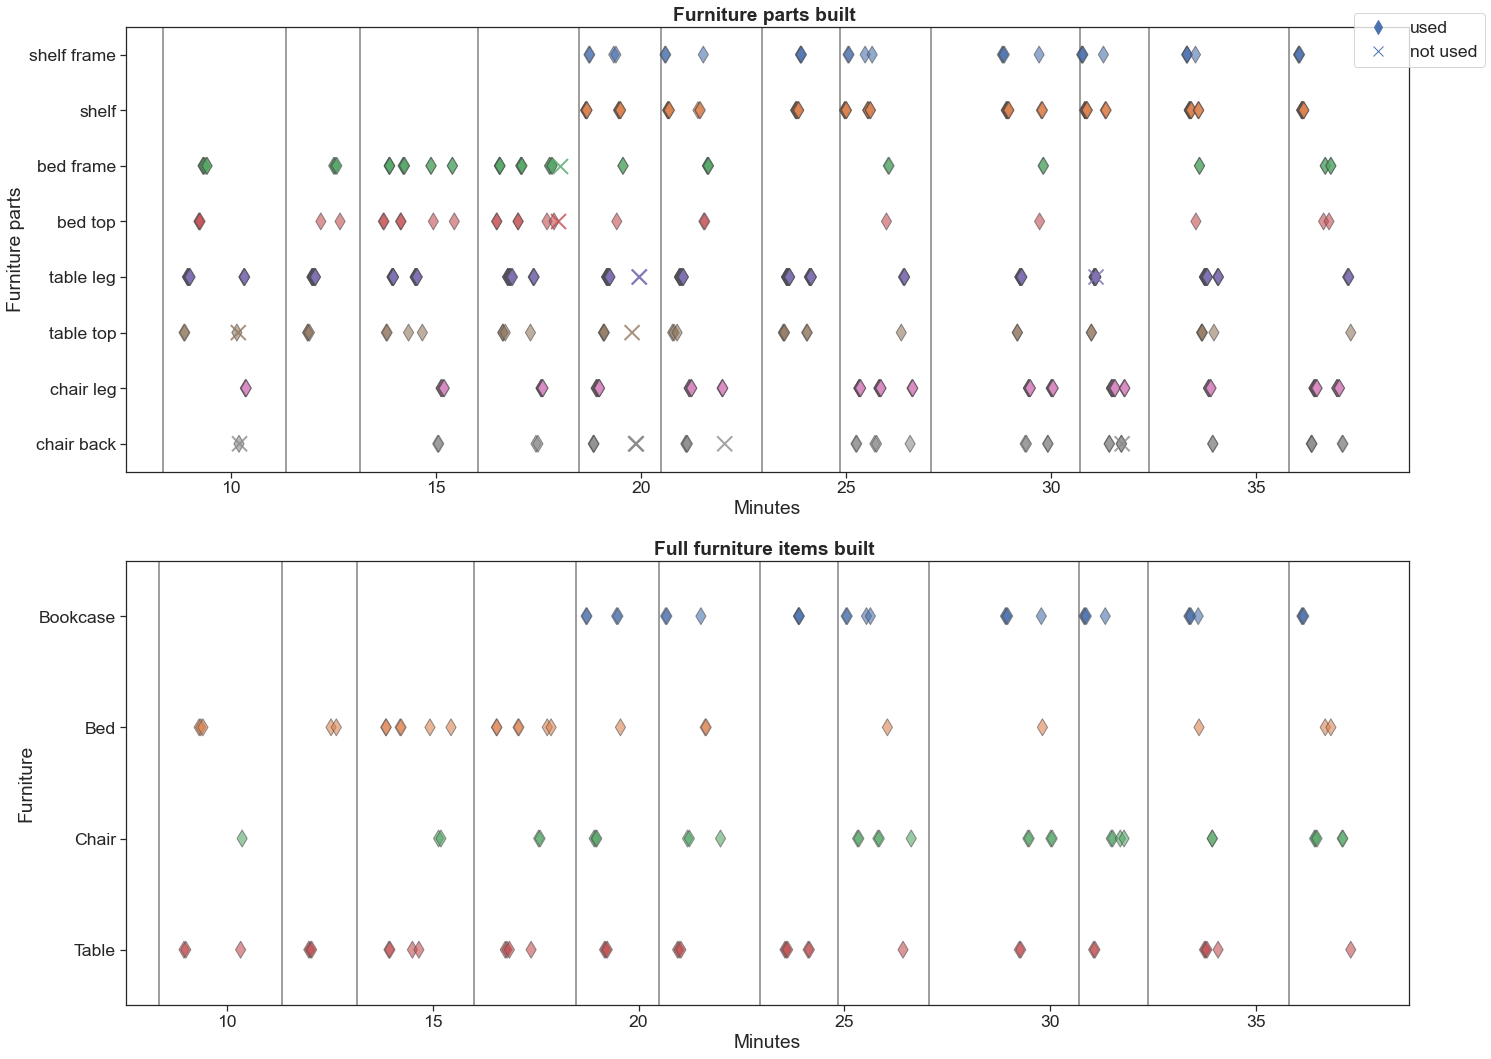 Furniture parts built
used
not used
shelf frame
shelf
bed frame
bed top
table leg
table top
chair leg
chair back
Furniture parts
10 15 20 25 30 35
Minutes
Full furniture items built
Bookcase
Bed
Chair
Table
Furniture
10 15 20 25 30 35
Minutes